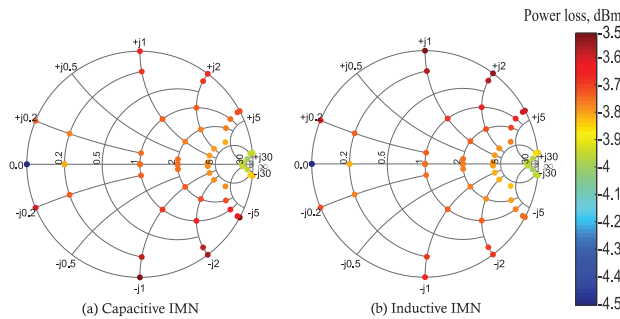 Power loss, dBm
+j1
+j0.5
+j2
+j0.2
+j5
+j30
0.0
0.2
0.5
1
2
5
30
∞
-j30
-j0.2
-j5
-j0.5
-j2
-j1
(a) Capacitive IMN
+j1
+j0.5
+j2
+j0.2
+j5
+j30
0.0
0.2
0.5
1
2
5
30
∞
-j30
-j0.2
-j5
-j0.5
-j2
-j1
(b) Inductive IMN
-3.5
-3.6
-3.7
-3.8
-3.9
-4
-4.1
-4.2
-4.3
-4.4
-4.5